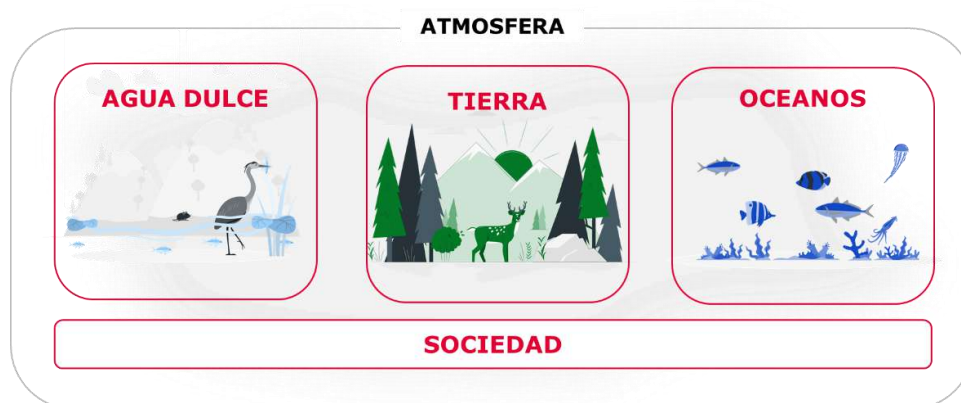 ATMOSFERA
AGUA DULCE
TIERRA
OCEANOS
SOCIEDAD